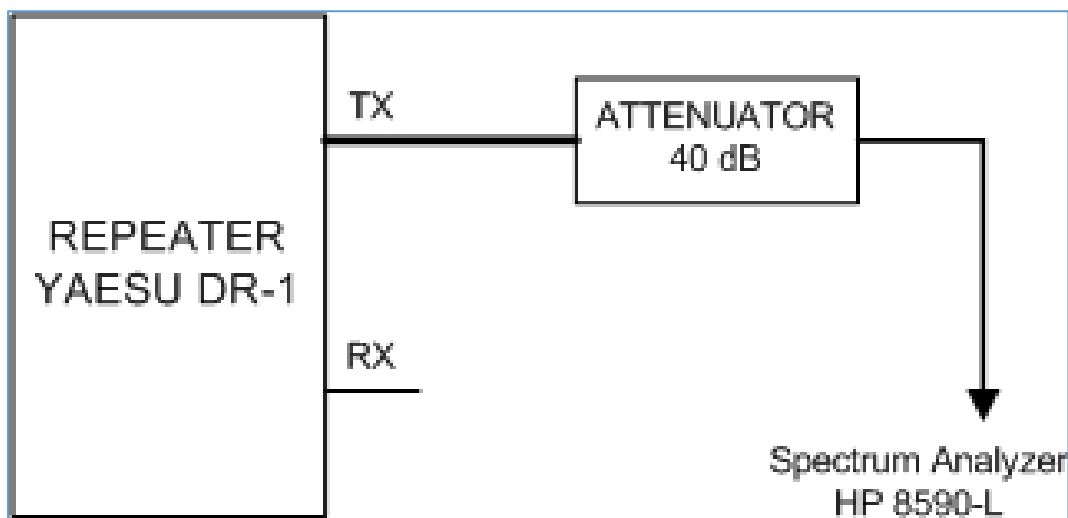 TX
ATTENUATOR
40 dB
REPEATER
YAESU DR-1
RX
Spectrum Analyzer
HP 8590-L